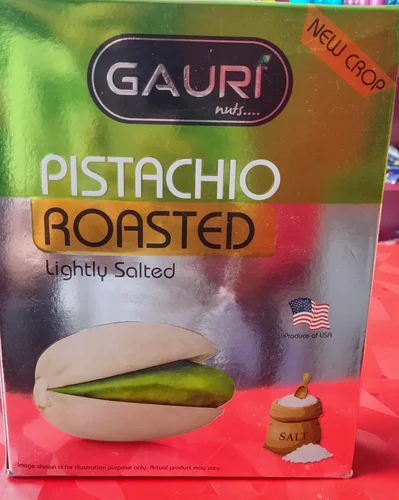 NEW CROP
GAURI
nuts....
PISTACHIO
ROASTED
Lightly Salted
Produce of USA
SALT
Image shown is for illustration purpose only, Actual product may vary.